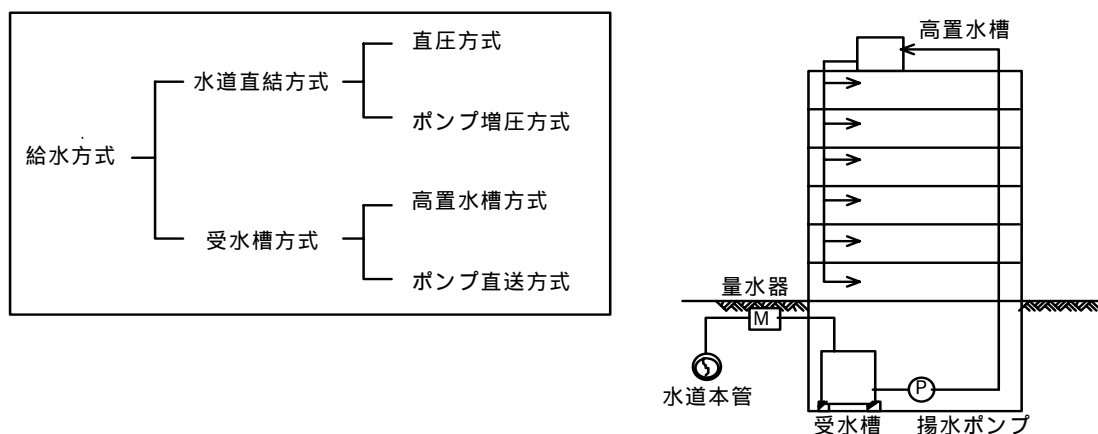 給水方式
水道直結方式
直圧方式
ポンプ増圧方式
受水槽方式
高置水槽方式
ポンプ直送方式
高置水槽
量水器
M
水道本管
P
受水槽
揚水ポンプ